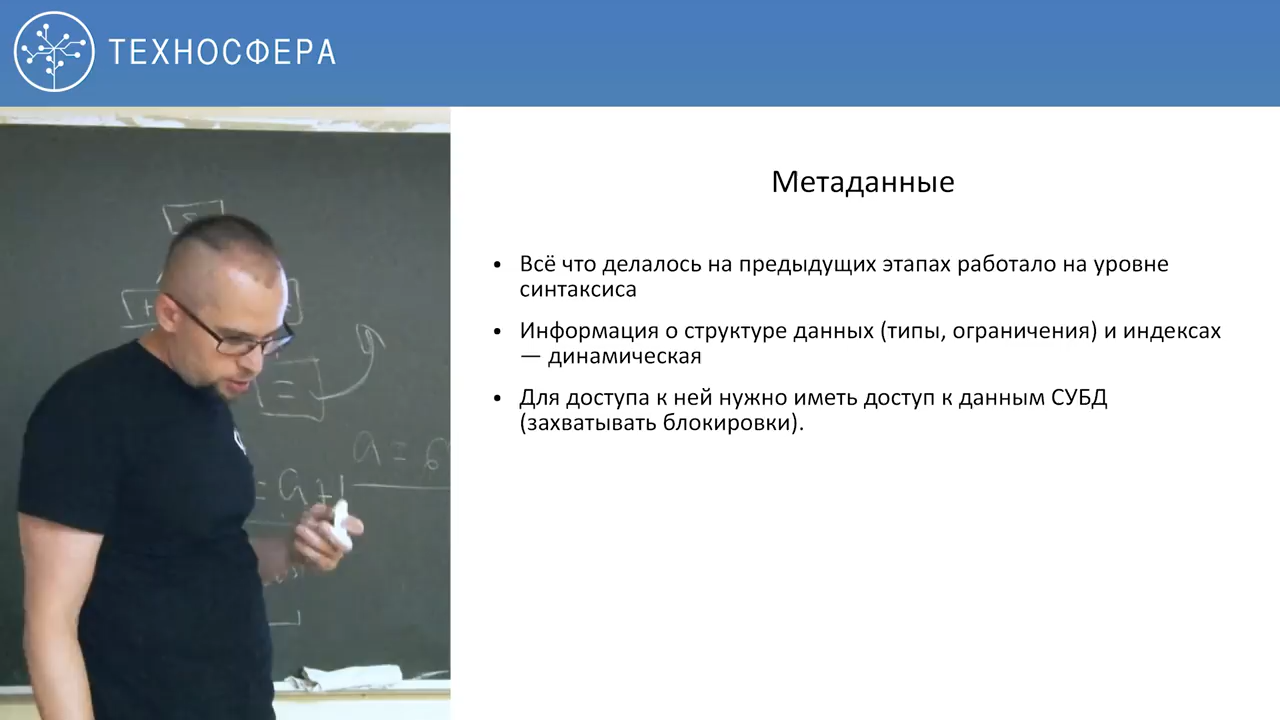 ТЕХНОСФЕРА
Метаданные
• Всё что делалось на предыдущих этапах работало на уровне
синтаксиса
• Информация о структуре данных (типы, ограничения) и индексах
— динамическая
• Для доступа к ней нужно иметь доступ к данным СУБД
(захватывать блокировки).
=
a =
= a + 1